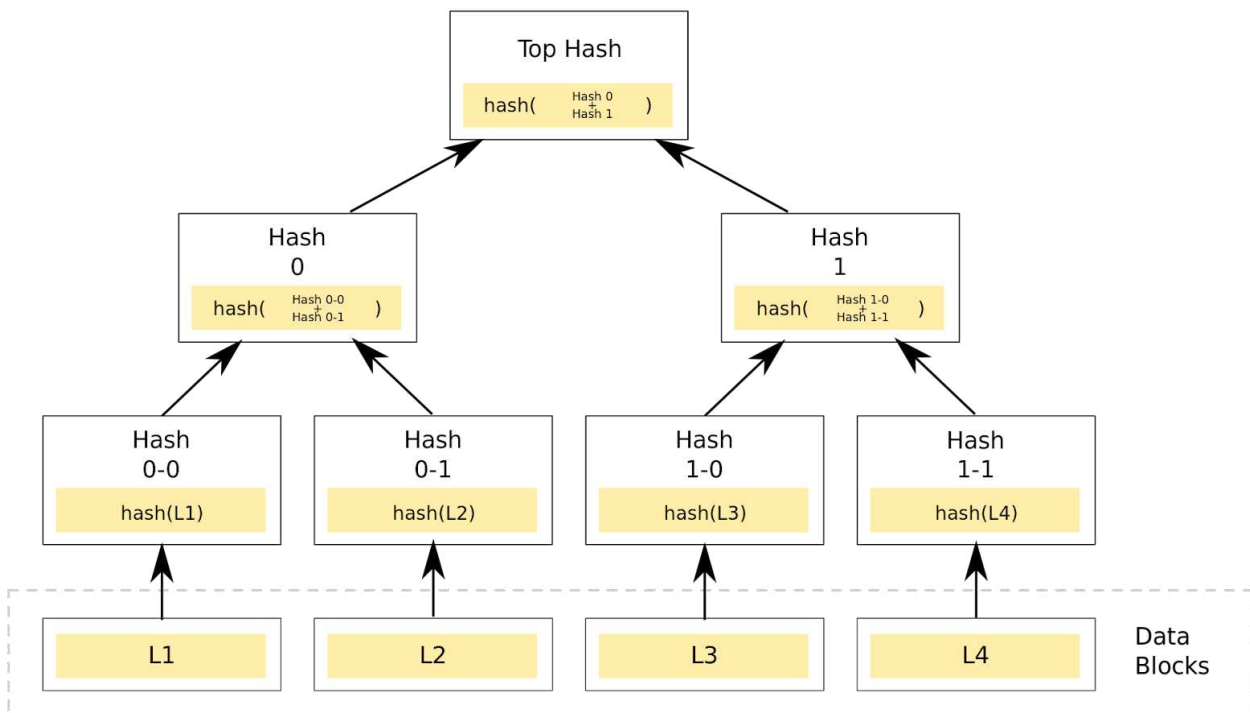 Top Hash
hash( Hash 0 + Hash 1 )
Hash
0
hash( Hash 0-0 + Hash 0-1 )
Hash
1
hash( Hash 1-0 + Hash 1-1 )
Hash
0-0
hash(L1)
Hash
0-1
hash(L2)
Hash
1-0
hash(L3)
Hash
1-1
hash(L4)
L1
L2
L3
L4
Data
Blocks